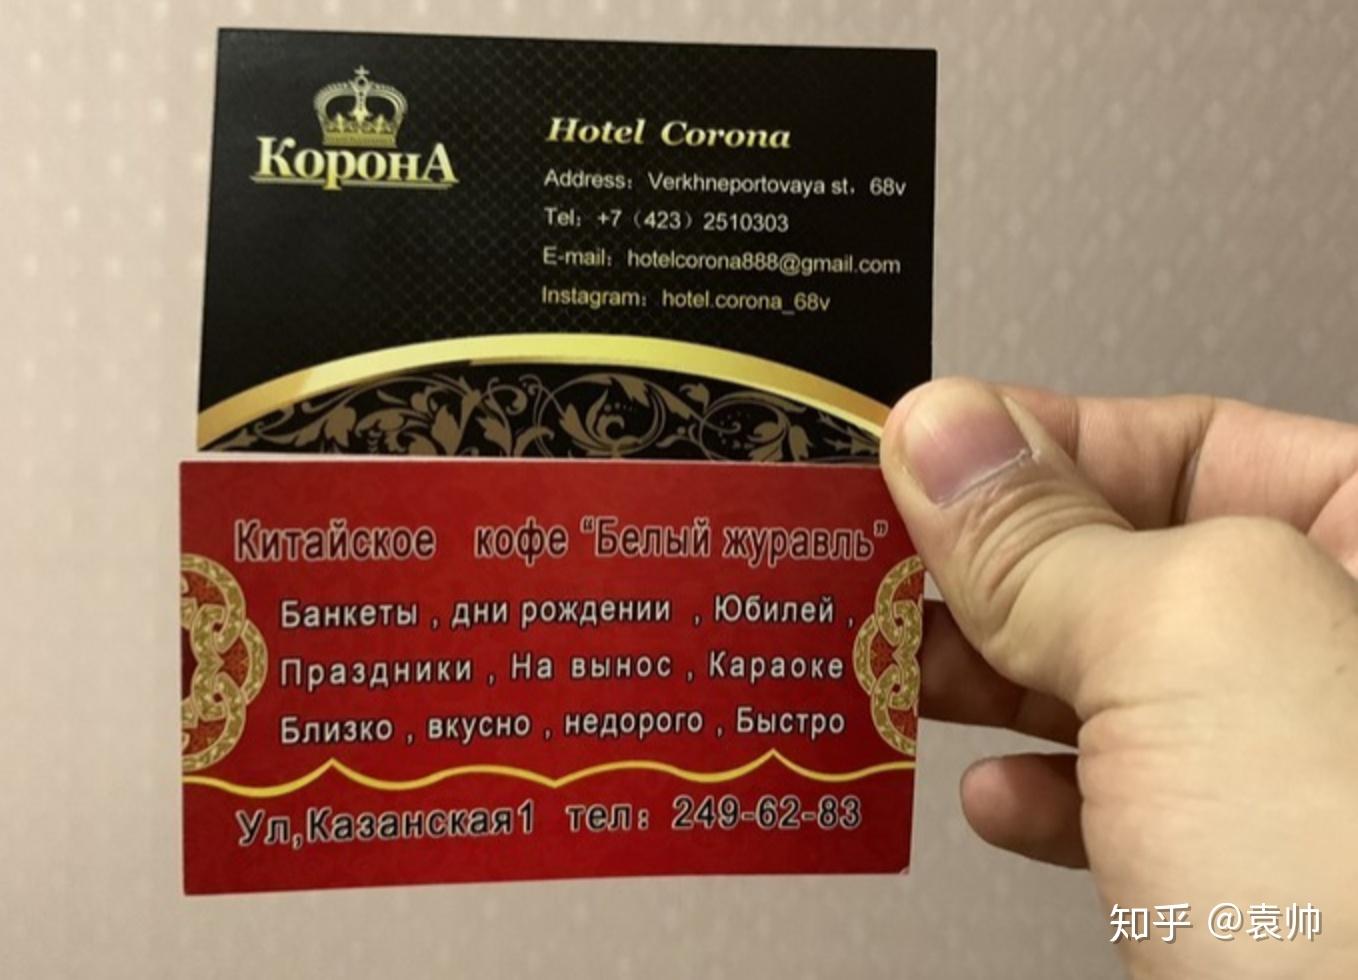 КоронА
Hotel Corona
Address: Verkhneportovaya st. 68v
Tel: +7 (423) 2510303
E-mail: hotelcorona888@gmail.com
Instagram: hotel.corona_68v
Китайское кофе “Белый журавль”
Банкеты , дни рождении , Юбилей ,
Праздники , На вынос , Караоке
Близко , вкусно , недорого , Быстро
Ул,Казанская1 тел: 249-62-83
知乎 @袁帅